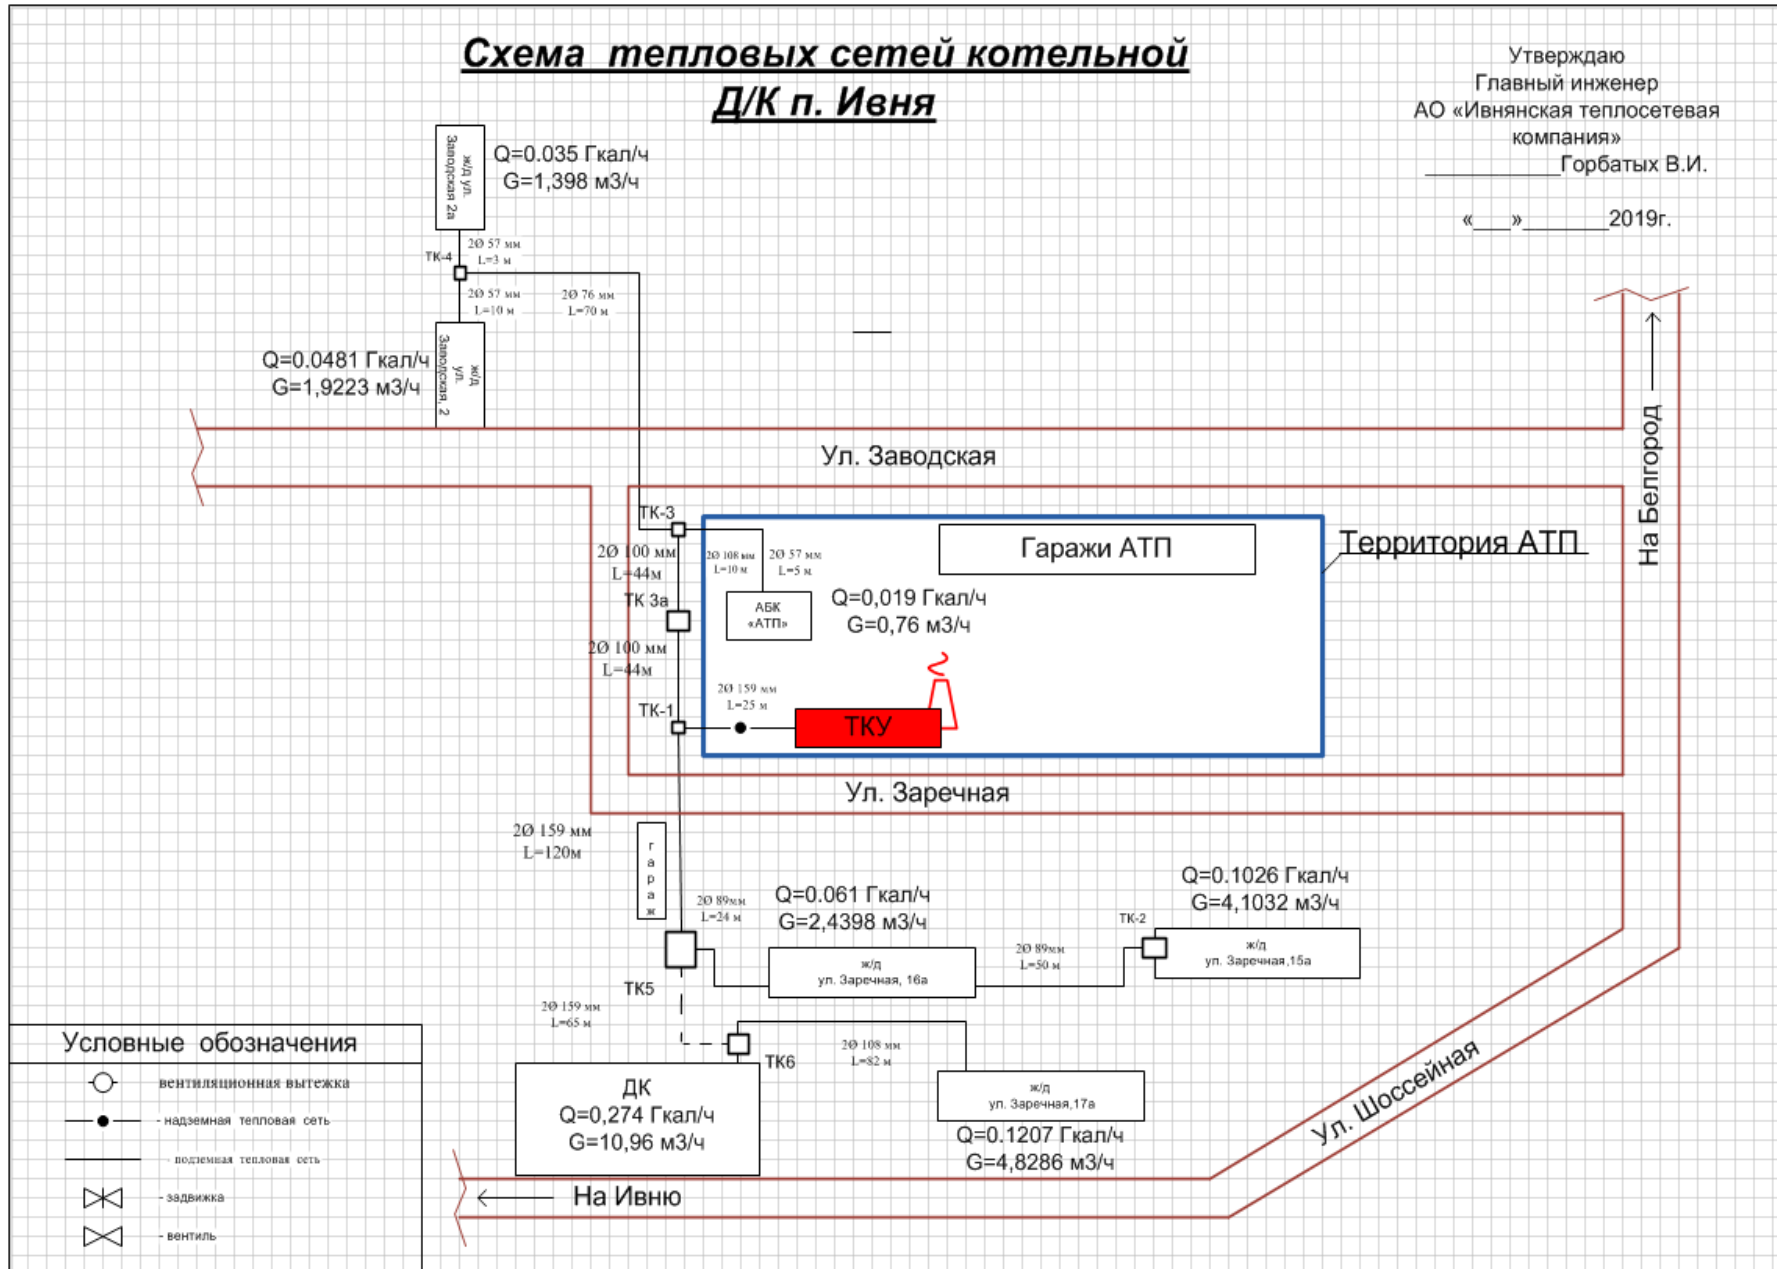 Схема тепловых сетей котельной
Д/К п. Ивня
Утверждаю
Главный инженер
АО «Ивнянская теплосетевая
компания»
___________Горбатых В.И.
«___»_______2019г.
ж/д ул.
Заводская 2а
Q=0.035 Гкал/ч
G=1,398 м3/ч
ТК-4
2Ø 57 мм
L=3 м
2Ø 57 мм
L=10 м
2Ø 76 мм
L=70 м
Q=0.0481 Гкал/ч
G=1,9223 м3/ч
ж/д
ул.
Заводская, 2
Ул. Заводская
На Белгород
ТК-3
2Ø 100 мм
L=44м
2Ø 108 мм
L=10 м
2Ø 57 мм
L=5 м
Гаражи АТП
Территория АТП
ТК 3а
АБК
«АТП»
Q=0,019 Гкал/ч
G=0,76 м3/ч
2Ø 100 мм
L=44м
2Ø 159 мм
L=25 м
ТК-1
ТКУ
Ул. Заречная
2Ø 159 мм
L=120м
гараж
2Ø 89мм
L=24 м
Q=0.061 Гкал/ч
G=2,4398 м3/ч
Q=0.1026 Гкал/ч
G=4,1032 м3/ч
ТК-2
ж/д
ул. Заречная, 16а
2Ø 89мм
L=50 м
ж/д
ул. Заречная,15а
ТК5
2Ø 159 мм
L=65 м
ТК6
2Ø 108 мм
L=82 м
ДК
Q=0,274 Гкал/ч
G=10,96 м3/ч
ж/д
ул. Заречная,17а
Q=0.1207 Гкал/ч
G=4,8286 м3/ч
Ул. Шоссейная
На Ивню
Условные обозначения
вентиляционная вытежка
- надземная тепловая сеть
- подземная тепловая сеть
- задвижка
- вентиль